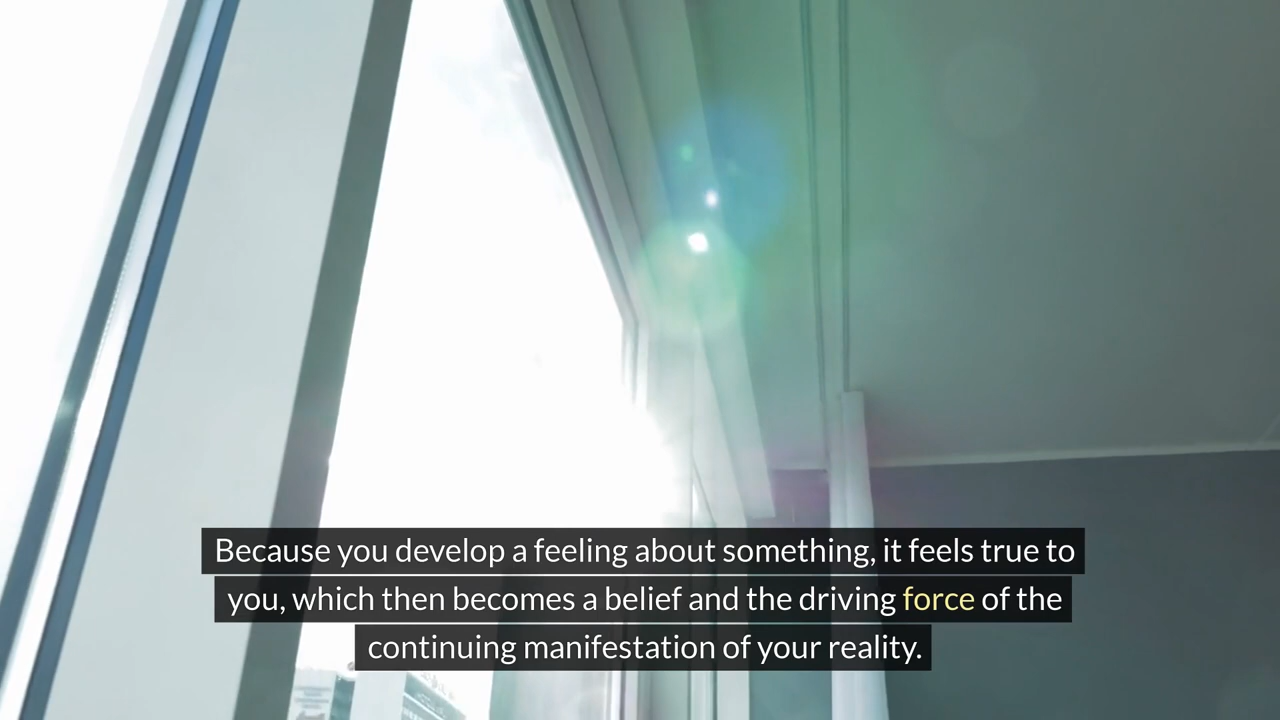 Because you develop a feeling about something, it feels true to
you, which then becomes a belief and the driving force of the
continuing manifestation of your reality.